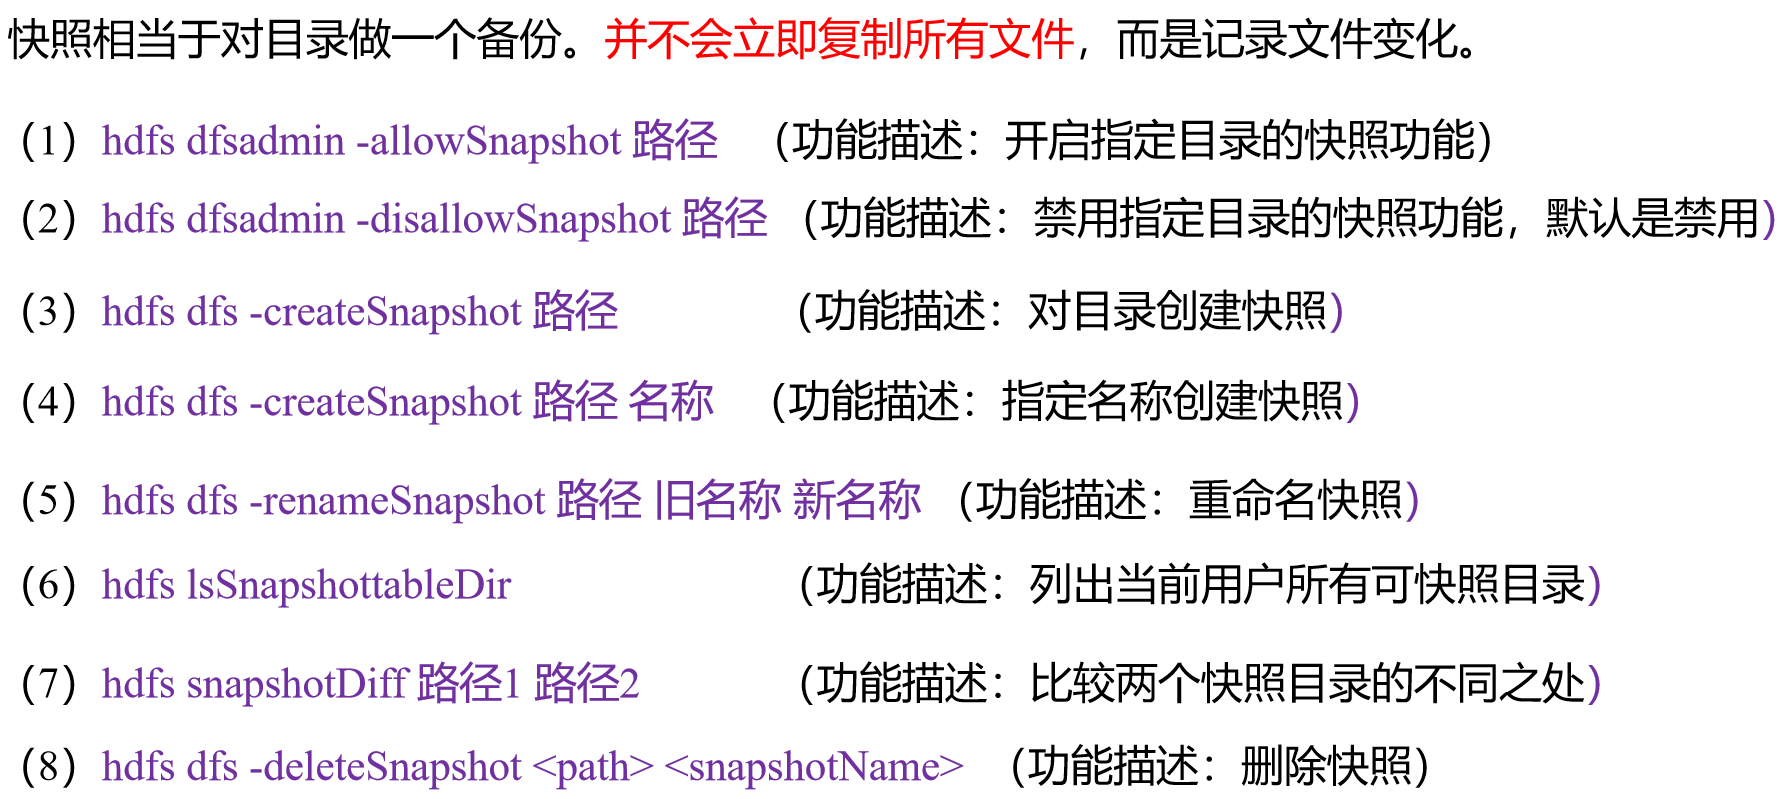 快照相当于对目录做一个备份。并不会立即复制所有文件，而是记录文件变化。
（1）hdfs dfsadmin -allowSnapshot 路径 （功能描述：开启指定目录的快照功能）
（2）hdfs dfsadmin -disallowSnapshot 路径 （功能描述：禁用指定目录的快照功能，默认是禁用）
（3）hdfs dfs -createSnapshot 路径 （功能描述：对目录创建快照）
（4）hdfs dfs -createSnapshot 路径 名称 （功能描述：指定名称创建快照）
（5）hdfs dfs -renameSnapshot 路径 旧名称 新名称 （功能描述：重命名快照）
（6）hdfs lsSnapshottableDir （功能描述：列出当前用户所有可快照目录）
（7）hdfs snapshotDiff 路径1 路径2 （功能描述：比较两个快照目录的不同之处）
（8）hdfs dfs -deleteSnapshot <path> <snapshotName> （功能描述：删除快照）